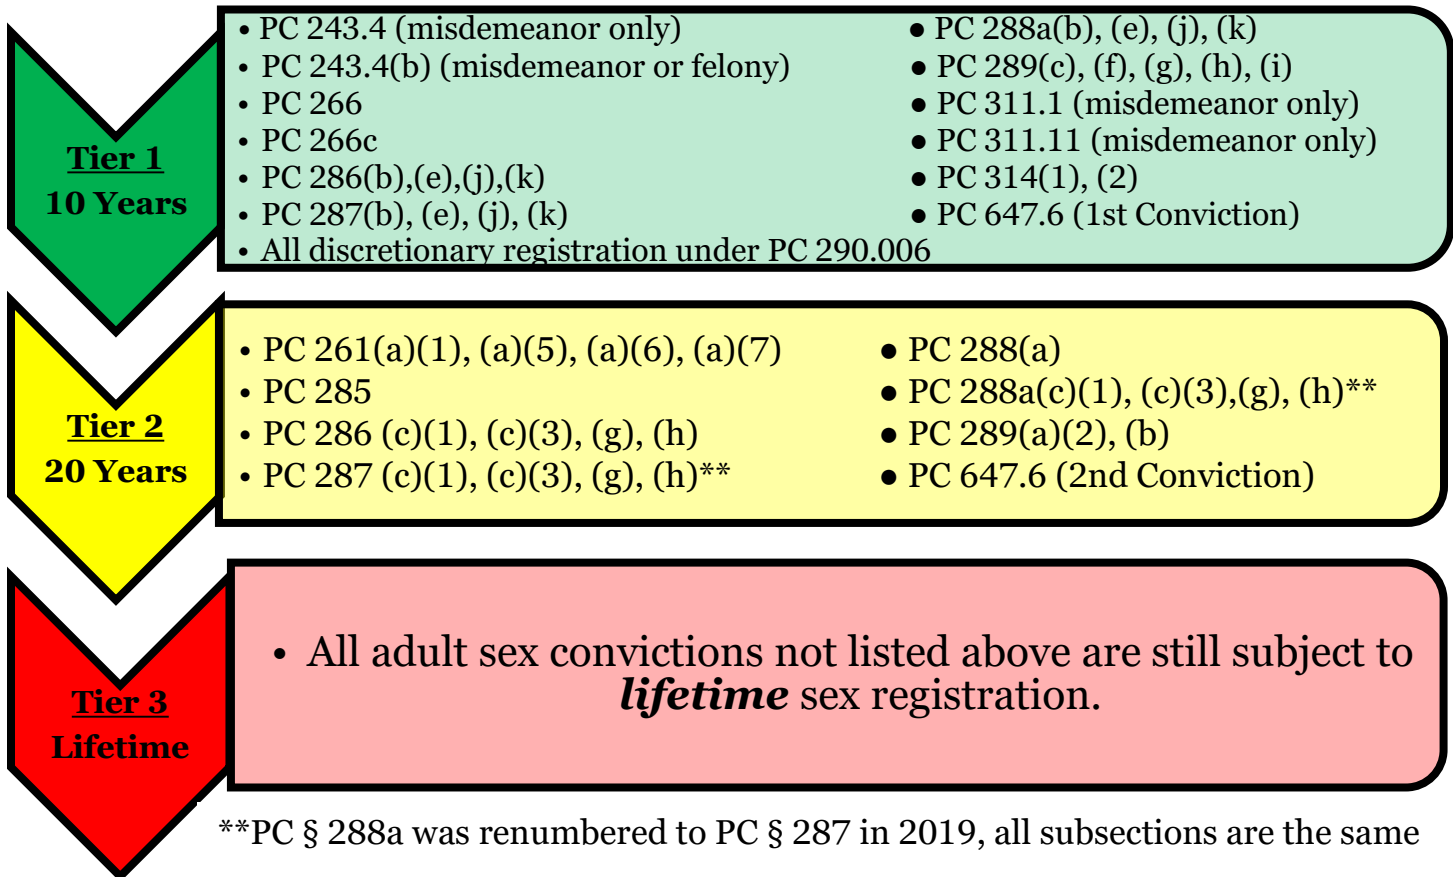 Tier 1
10 Years
• PC 243.4 (misdemeanor only)
• PC 243.4(b) (misdemeanor or felony)
• PC 266
• PC 266c
• PC 286(b),(e),(j),(k)
• PC 287(b), (e), (j), (k)
• All discretionary registration under PC 290.006
● PC 288a(b), (e), (j), (k)
● PC 289(c), (f), (g), (h), (i)
● PC 311.1 (misdemeanor only)
● PC 311.11 (misdemeanor only)
● PC 314(1), (2)
● PC 647.6 (1st Conviction)
Tier 2
20 Years
• PC 261(a)(1), (a)(5), (a)(6), (a)(7)
• PC 285
• PC 286 (c)(1), (c)(3), (g), (h)
• PC 287 (c)(1), (c)(3), (g), (h)**
● PC 288(a)
● PC 288a(c)(1), (c)(3),(g), (h)**
● PC 289(a)(2), (b)
● PC 647.6 (2nd Conviction)
Tier 3
Lifetime
• All adult sex convictions not listed above are still subject to
lifetime sex registration.
**PC § 288a was renumbered to PC § 287 in 2019, all subsections are the same